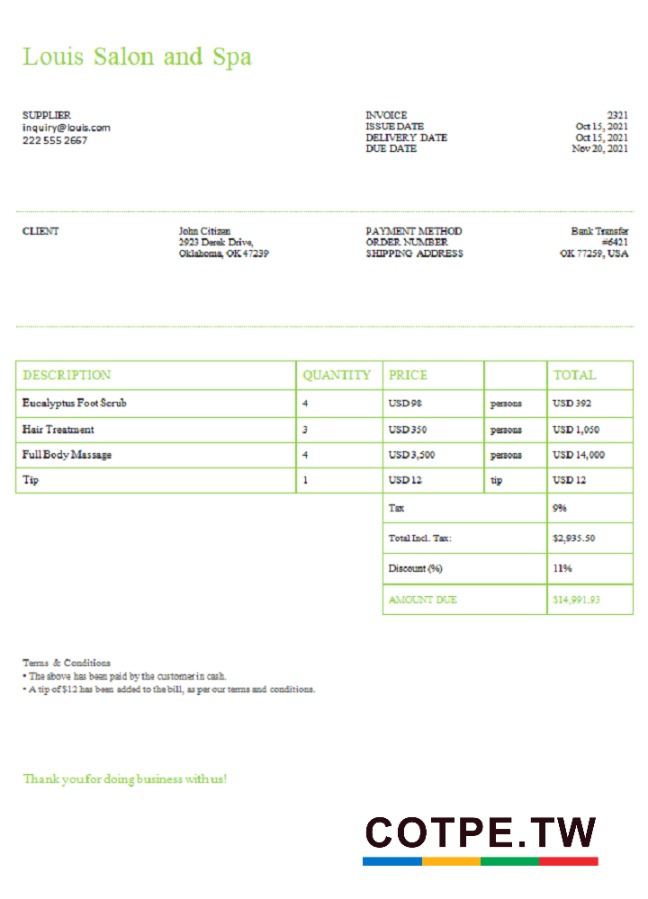 Louis Salon and Spa
SUPPLIER
inquiry@louis.com
222 555 2667
INVOICE 2321
ISSUE DATE Oct 15, 2021
DELIVERY DATE Oct 15, 2021
DUE DATE Nov 20, 2021
CLIENT
John Citizen
2923 Derek Drive,
Oklahoma, OK 47239
PAYMENT METHOD Bank Transfer
ORDER NUMBER #6421
SHIPPING ADDRESS OK 77259, USA
DESCRIPTION QUANTITY PRICE TOTAL
Eucalyptus Foot Scrub 4 USD 98 persons USD 392
Hair Treatment 3 USD 350 persons USD 1,050
Full Body Massage 4 USD 3,500 persons USD 14,000
Tip 1 USD 12 tip USD 12
Tax 9%
Total Incl. Tax: $2,935.50
Discount (%) 11%
AMOUNT DUE $14,991.93
Terms & Conditions
• The above has been paid by the customer in cash.
• A tip of $12 has been added to the bill, as per our terms and conditions.
Thank you for doing business with us!
COTPE.TW